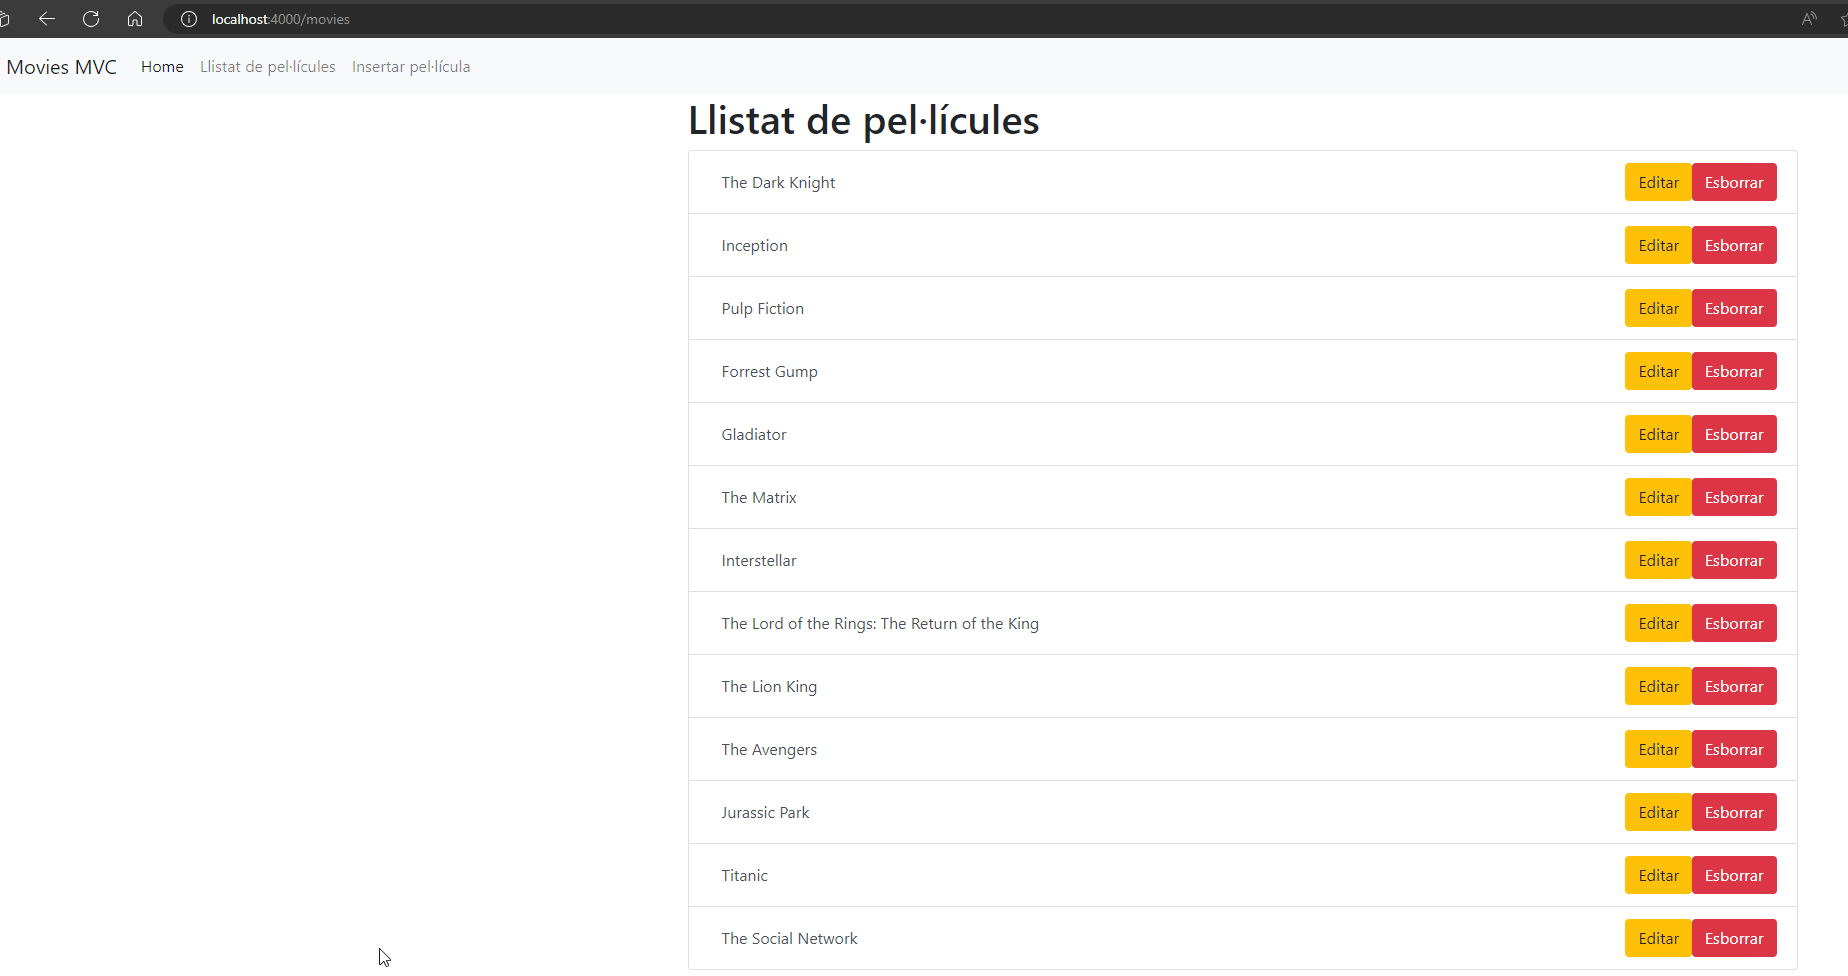 localhost:4000/movies
Movies MVC Home Llistat de pel·lícules Insertar pel·lícula
Llistat de pel·lícules
The Dark Knight Editar Esborrar
Inception Editar Esborrar
Pulp Fiction Editar Esborrar
Forrest Gump Editar Esborrar
Gladiator Editar Esborrar
The Matrix Editar Esborrar
Interstellar Editar Esborrar
The Lord of the Rings: The Return of the King Editar Esborrar
The Lion King Editar Esborrar
The Avengers Editar Esborrar
Jurassic Park Editar Esborrar
Titanic Editar Esborrar
The Social Network Editar Esborrar